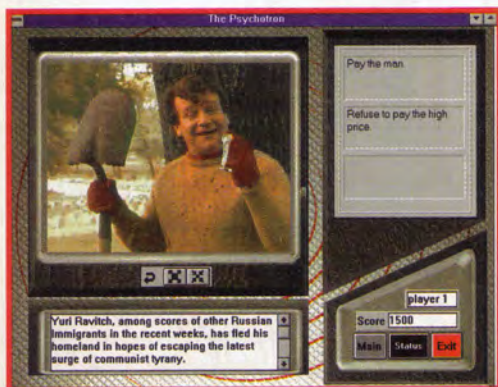 The Psychotron
Pay the man.
Refuse to pay the high
price.
player 1
Score 1500
Main Status Exit
Yuri Ravitch, among scores of other Russian
Immigrants in the recent weeks, has fled his
homeland in hopes of escaping the latest
surge of communist tyrany.